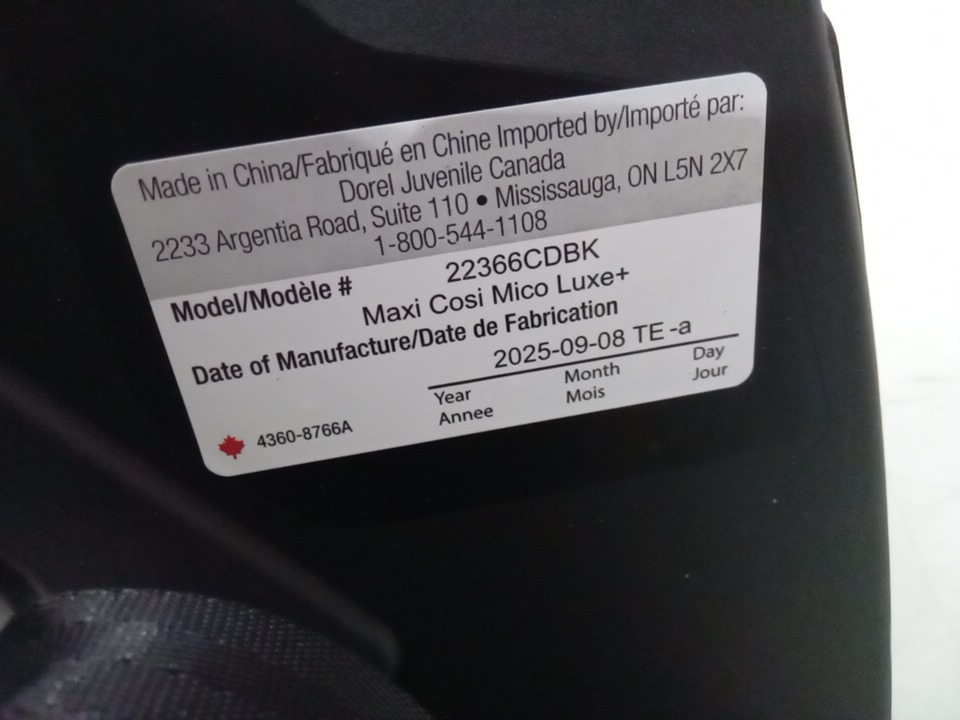 Made in China/Fabriqué en Chine Imported by/Importé par:
Dorel Juvenile Canada
2233 Argentia Road, Suite 110 • Mississauga, ON L5N 2X7
1-800-544-1108
Model/Modèle # 22366CDBK
Maxi Cosi Mico Luxe+
Date of Manufacture/Date de Fabrication
2025-09-08 TE -a
Year Month Day
Annee Mois Jour
4360-8766A